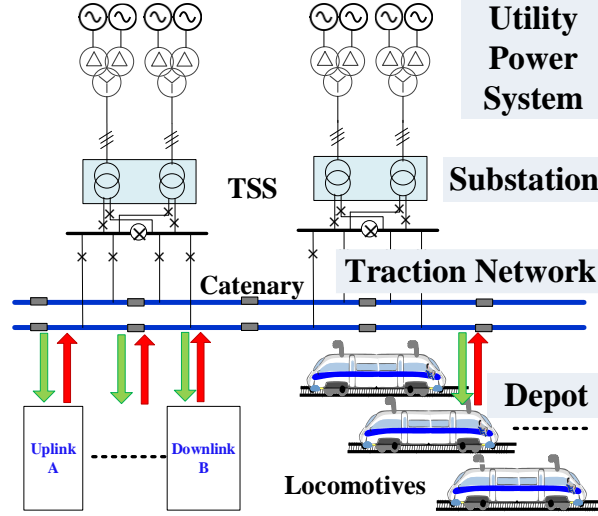 Utility
Power
System
TSS
Substation
Traction Network
Catenary
Depot
Uplink
A
Downlink
B
Locomotives